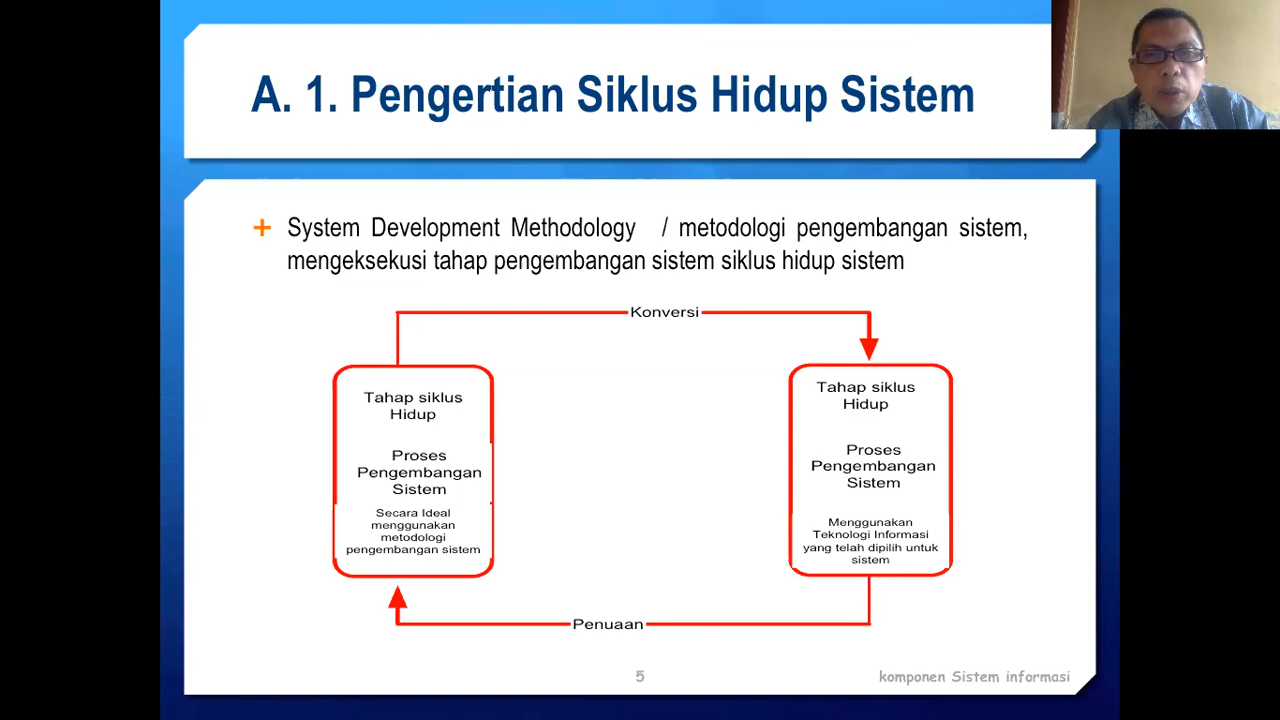 A. 1. Pengertian Siklus Hidup Sistem
System Development Methodology / metodologi pengembangan sistem,
mengeksekusi tahap pengembangan sistem siklus hidup sistem
Konversi
Tahap siklus
Hidup
Proses
Pengembangan
Sistem
Secara Ideal
menggunakan
metodologi
pengembangan sistem
Tahap siklus
Hidup
Proses
Pengembangan
Sistem
Menggunakan
Teknologi Informasi
yang telah dipilih untuk
sistem
Penuaan
5
komponen Sistem informasi